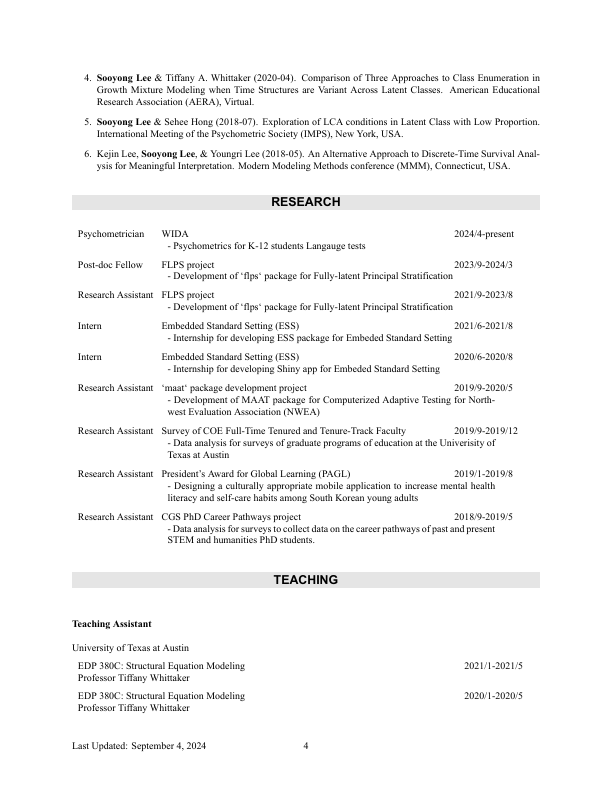 4. Sooyong Lee & Tiffany A. Whittaker (2020-04). Comparison of Three Approaches to Class Enumeration in
Growth Mixture Modeling when Time Structures are Variant Across Latent Classes. American Educational
Research Association (AERA), Virtual.
5. Sooyong Lee & Sehee Hong (2018-07). Exploration of LCA conditions in Latent Class with Low Proportion.
International Meeting of the Psychometric Society (IMPS), New York, USA.
6. Kejin Lee, Sooyong Lee, & Youngri Lee (2018-05). An Alternative Approach to Discrete-Time Survival Anal-
ysis for Meaningful Interpretation. Modern Modeling Methods conference (MMM), Connecticut, USA.
RESEARCH
Psychometrician WIDA 2024/4-present
- Psychometrics for K-12 students Langauge tests
Post-doc Fellow FLPS project 2023/9-2024/3
- Development of ‘flps‘ package for Fully-latent Principal Stratification
Research Assistant FLPS project 2021/9-2023/8
- Development of ‘flps‘ package for Fully-latent Principal Stratification
Intern Embedded Standard Setting (ESS) 2021/6-2021/8
- Internship for developing ESS package for Embeded Standard Setting
Intern Embedded Standard Setting (ESS) 2020/6-2020/8
- Internship for developing Shiny app for Embeded Standard Setting
Research Assistant ‘maat‘ package development project 2019/9-2020/5
- Development of MAAT package for Computerized Adaptive Testing for North-
west Evaluation Association (NWEA)
Research Assistant Survey of COE Full-Time Tenured and Tenure-Track Faculty 2019/9-2019/12
- Data analysis for surveys of graduate programs of education at the Univerisity of
Texas at Austin
Research Assistant President’s Award for Global Learning (PAGL) 2019/1-2019/8
- Designing a culturally appropriate mobile application to increase mental health
literacy and self-care habits among South Korean young adults
Research Assistant CGS PhD Career Pathways project 2018/9-2019/5
- Data analysis for surveys to collect data on the career pathways of past and present
STEM and humanities PhD students.
TEACHING
Teaching Assistant
University of Texas at Austin
EDP 380C: Structural Equation Modeling 2021/1-2021/5
Professor Tiffany Whittaker
EDP 380C: Structural Equation Modeling 2020/1-2020/5
Professor Tiffany Whittaker
Last Updated: September 4, 2024 4